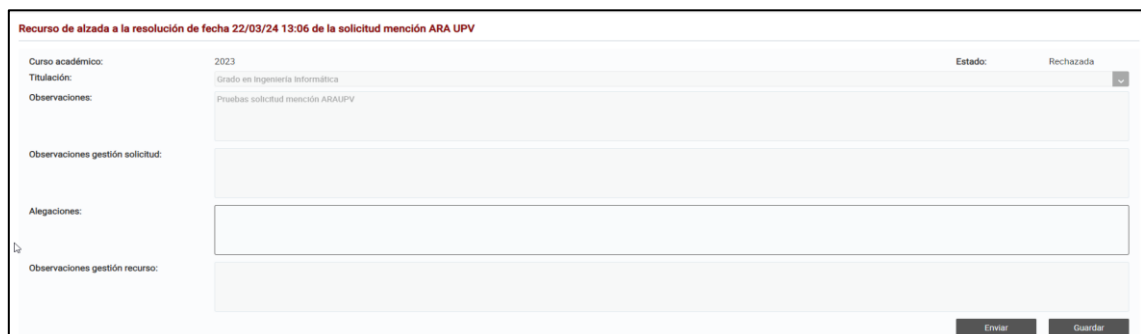 Recurso de alzada a la resolución de fecha 22/03/24 13:06 de la solicitud mención ARA UPV
Curso académico: 2023 Estado: Rechazada
Titulación: Grado en Ingeniería Informática
Observaciones: Pruebas solicitud mención ARAUPV
Observaciones gestión solicitud:
Alegaciones:
Observaciones gestión recurso:
Enviar Guardar